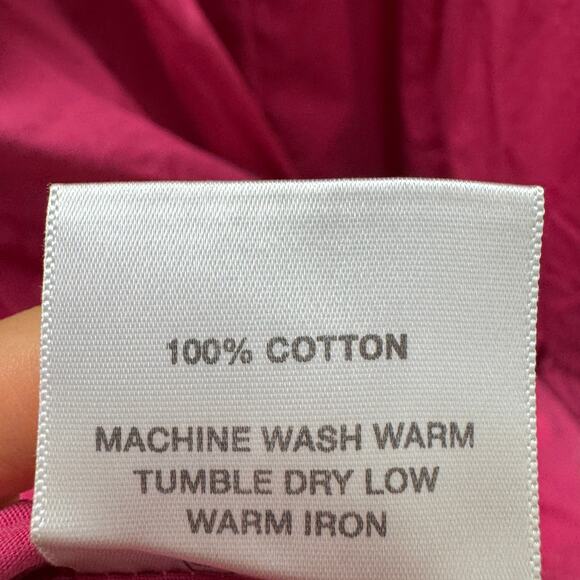 100% COTTON
MACHINE WASH WARM
TUMBLE DRY LOW
WARM IRON